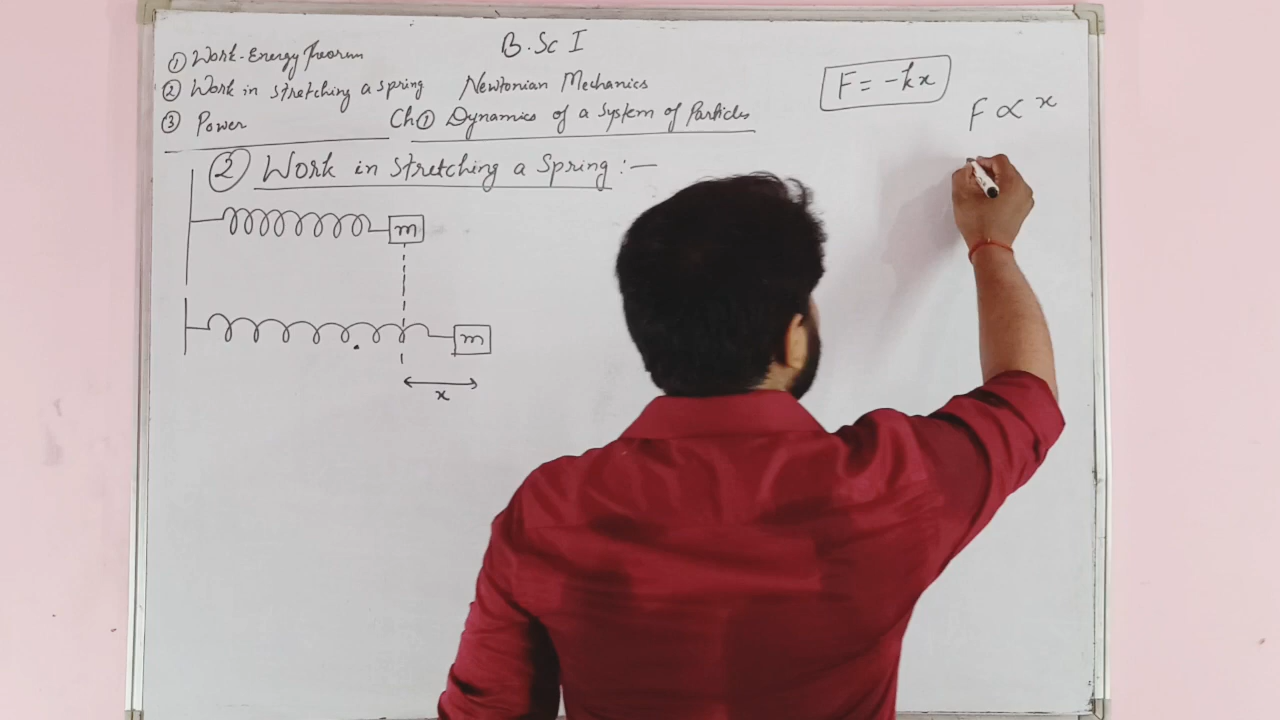 B.Sc I
① Work-Energy Theorem
② Work in stretching a spring
③ Power
Newtonian Mechanics
Ch① Dynamics of a System of Particles
② Work in Stretching a Spring :—
m
m
x
F = -kx
F ∝ x